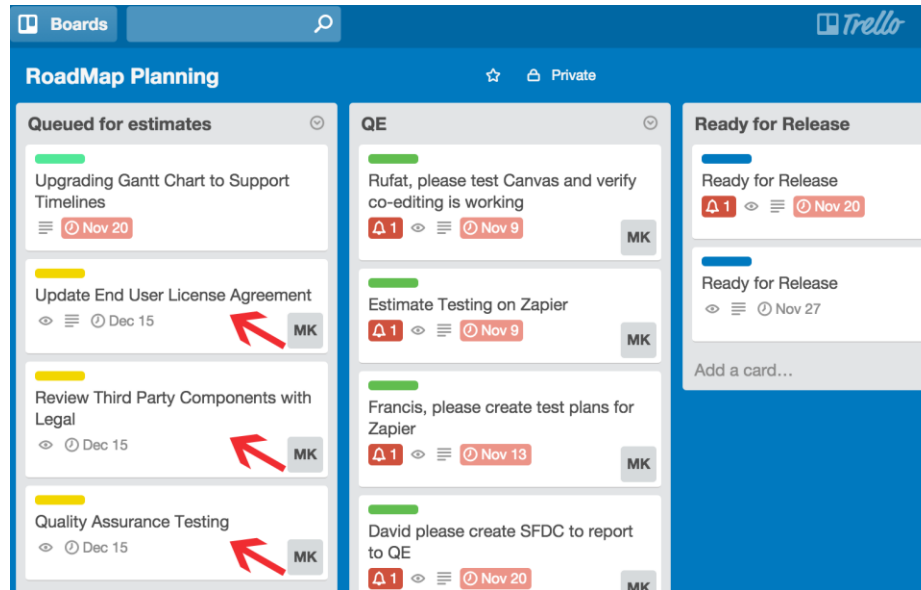 Boards
Trello
RoadMap Planning
Private
Queued for estimates
Upgrading Gantt Chart to Support
Timelines
Nov 20
Update End User License Agreement
Dec 15
MK
Review Third Party Components with
Legal
Dec 15
MK
Quality Assurance Testing
Dec 15
MK
QE
Rufat, please test Canvas and verify
co-editing is working
1 Nov 9
MK
Estimate Testing on Zapier
1 Nov 9
MK
Francis, please create test plans for
Zapier
1 Nov 13
MK
David please create SFDC to report
to QE
1 Nov 20
MK
Ready for Release
Ready for Release
1 Nov 20
Ready for Release
Nov 27
Add a card…